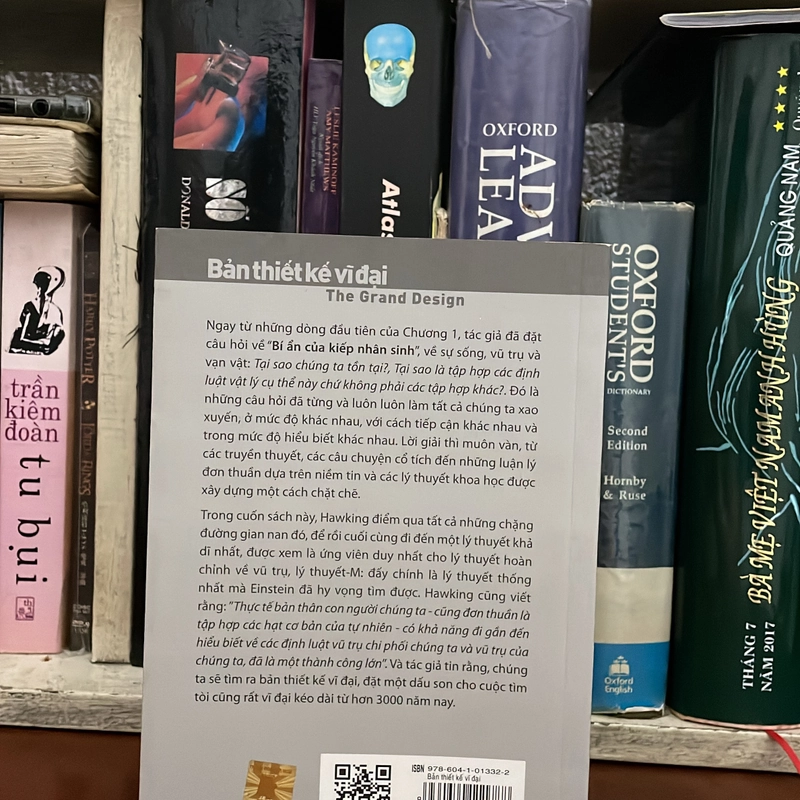 Bản thiết kế vĩ đại
The Grand Design
Ngay từ những dòng đầu tiên của Chương 1, tác giả đã đặt
câu hỏi về "Bí ẩn của kiếp nhân sinh", về sự sống, vũ trụ và
vạn vật: Tại sao chúng ta tồn tại?, Tại sao là tập hợp các định
luật vật lý cụ thể này chứ không phải các tập hợp khác?. Đó là
những câu hỏi đã từng và luôn luôn làm tất cả chúng ta xao
xuyến, ở mức độ khác nhau, với cách tiếp cận khác nhau và
trong mức độ hiểu biết khác nhau. Lời giải thì muôn vàn, từ
các truyền thuyết, các câu chuyện cổ tích đến những luận lý
đơn thuần dựa trên niềm tin và các lý thuyết khoa học được
xây dựng một cách chặt chẽ.
Trong cuốn sách này, Hawking điểm qua tất cả những chặng
đường gian nan đó, để rồi cuối cùng đi đến một lý thuyết khả
dĩ nhất, được xem là ứng viên duy nhất cho lý thuyết hoàn
chỉnh về vũ trụ, lý thuyết-M: đấy chính là lý thuyết thống
nhất mà Einstein đã hy vọng tìm được. Hawking cũng viết
rằng: "Thực tế bản thân con người chúng ta - cũng đơn thuần là
tập hợp các hạt cơ bản của tự nhiên - có khả năng đi gần đến
hiểu biết về các định luật vũ trụ chi phối chúng ta và vũ trụ của
chúng ta, đã là một thành công lớn". Và tác giả tin rằng, chúng
ta sẽ tìm ra bản thiết kế vĩ đại, đặt một dấu son cho cuộc tìm
tòi cũng rất vĩ đại kéo dài từ hơn 3000 năm nay.
ISBN 978-604-1-01332-2
Bản thiết kế vĩ đại
trần
kiêm
đoàn
tu bụi
HARRY POTTER
LORD OF RINGS
DONALD
LESLIE KAMINOFF
AMY MATTHEWS
Atlas
OXFORD
ADV
LEA
OXFORD
STUDENT'S
DICTIONARY
Second
Edition
Hornby
& Ruse
Oxford
English
BÀ MẸ VIỆT NAM ANH HÙNG
QUẢNG NAM
THÁNG 7
NĂM 2017